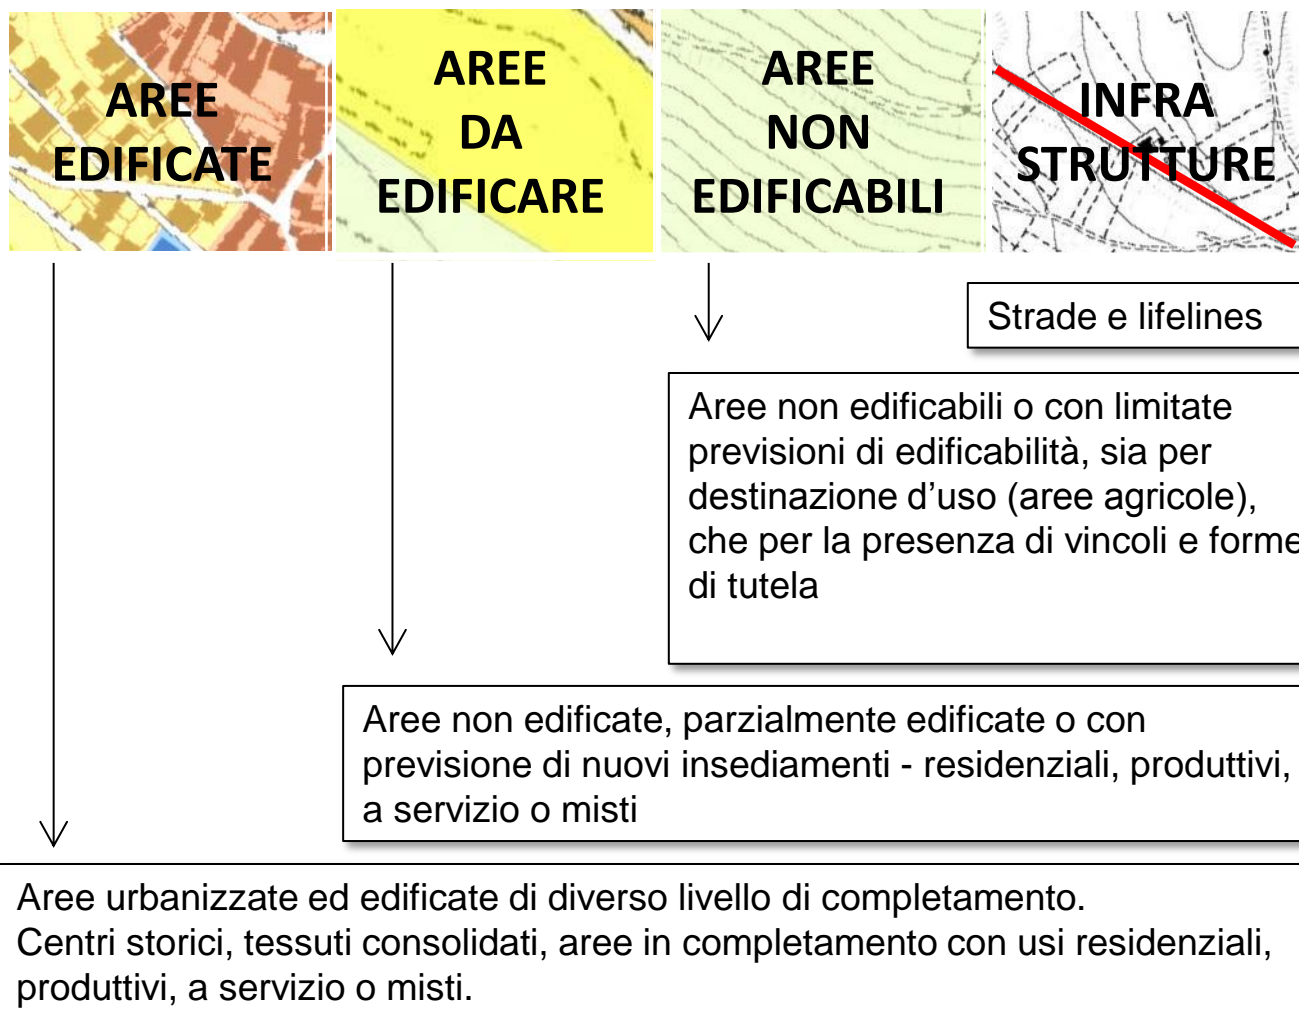 AREE
EDIFICATE
AREE
DA
EDIFICARE
AREE
NON
EDIFICABILI
INFRA
STRUTTURE
Strade e lifelines
Aree non edificabili o con limitate
previsioni di edificabilità, sia per
destinazione d’uso (aree agricole),
che per la presenza di vincoli e forme
di tutela
Aree non edificate, parzialmente edificate o con
previsione di nuovi insediamenti - residenziali, produttivi,
a servizio o misti
Aree urbanizzate ed edificate di diverso livello di completamento.
Centri storici, tessuti consolidati, aree in completamento con usi residenziali,
produttivi, a servizio o misti.